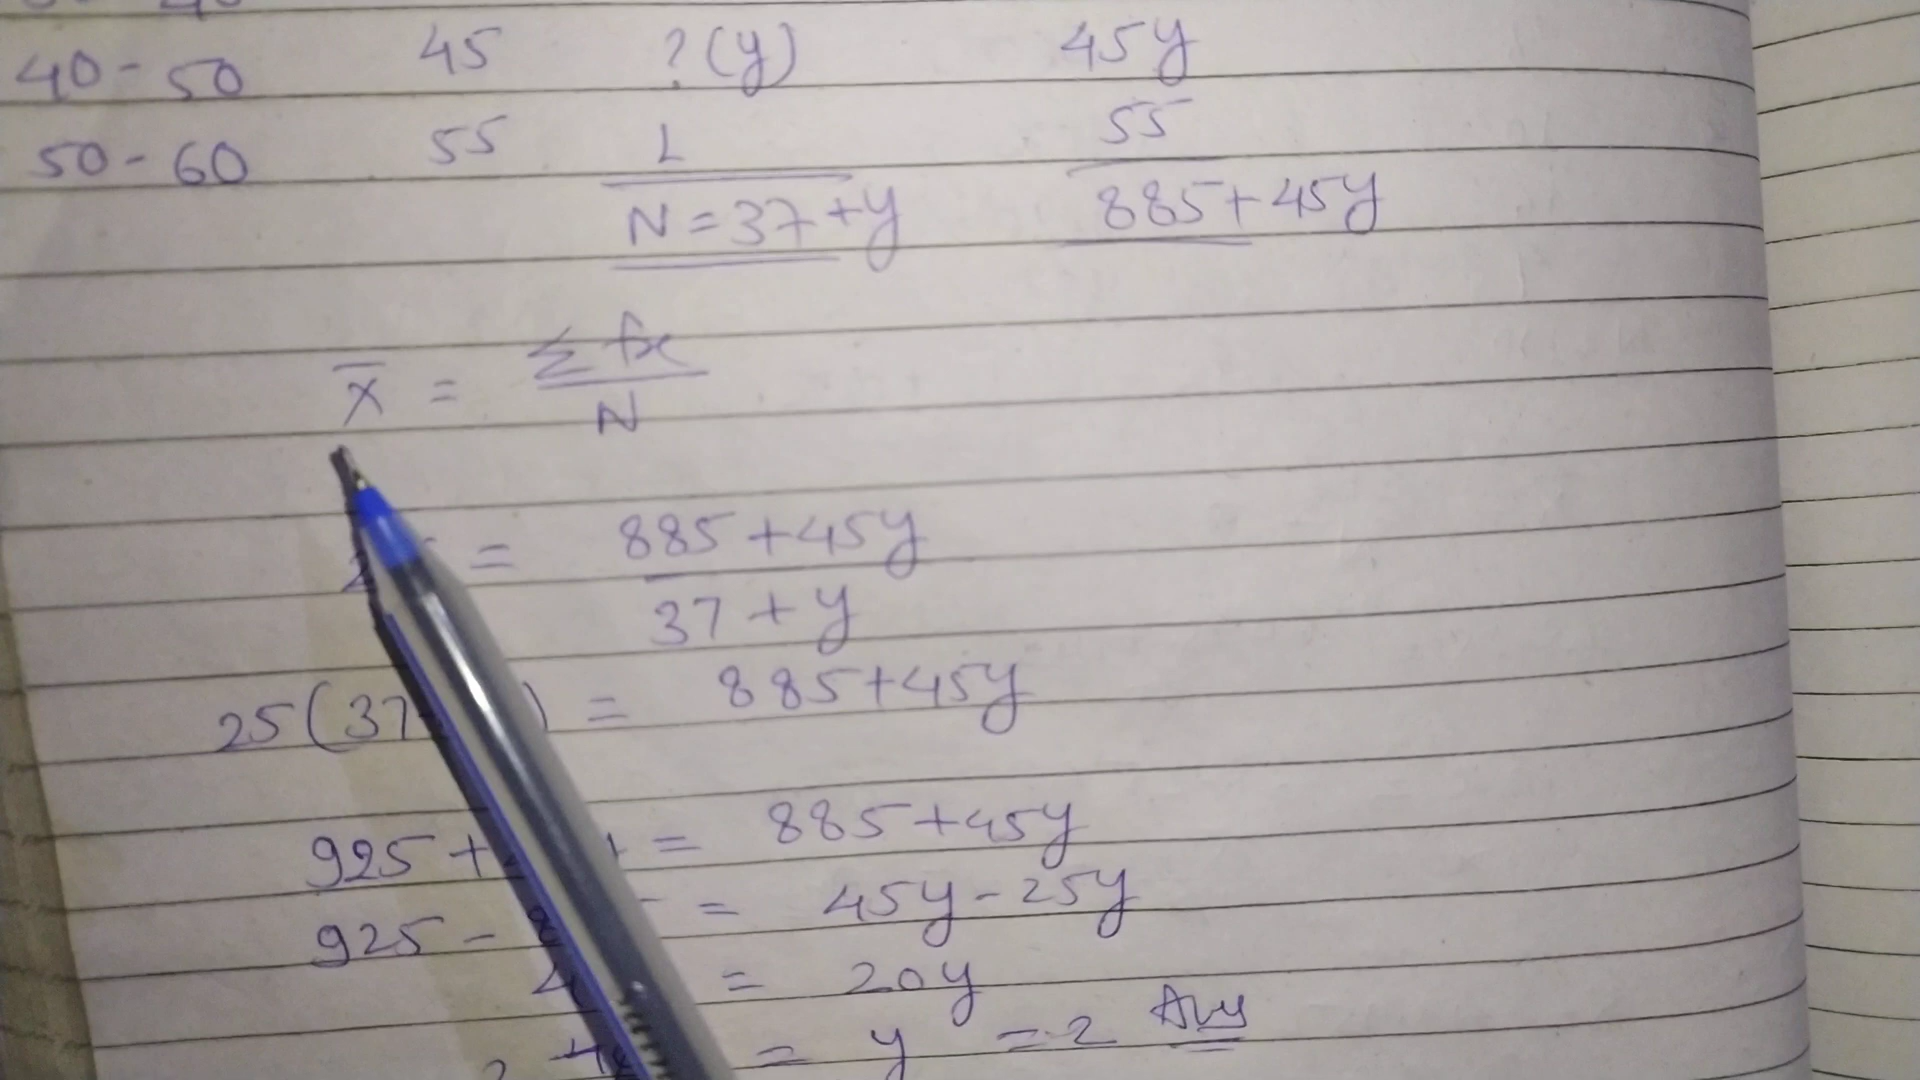 40-50 45 ?(y) 45y
50-60 55 1 55
N=37+y 885+45y
x̄ = Σfx
N
= 885+45y
37+y
25(37 ) = 885+45y
925+ = 885+45y
925- = 45y-25y
= 20y
= y =2 Ans